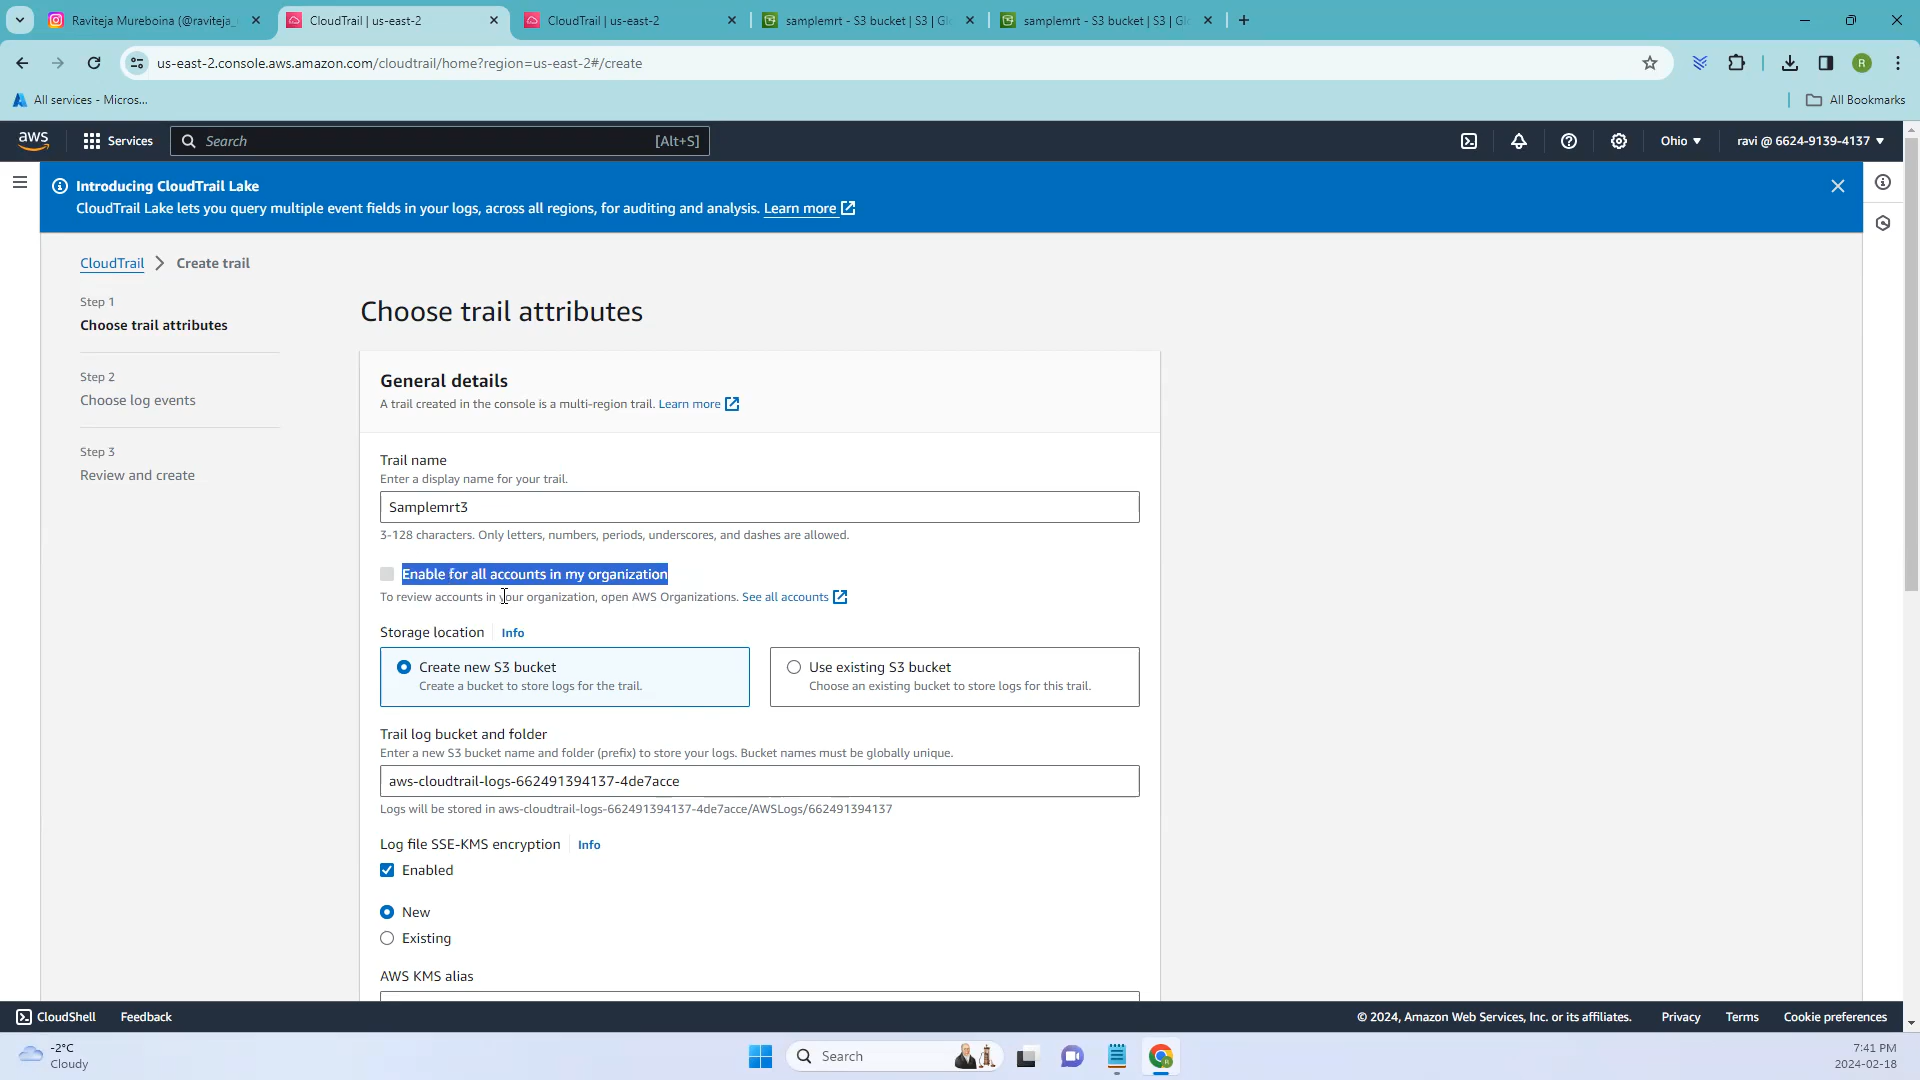 Raviteja Mureboina (@raviteja_
CloudTrail | us-east-2
CloudTrail | us-east-2
samplemrt - S3 bucket | S3 | Gl
samplemrt - S3 bucket | S3 | Gl
us-east-2.console.aws.amazon.com/cloudtrail/home?region=us-east-2#/create
R
All services - Micros...
All Bookmarks
aws
Services
Search
[Alt+S]
Ohio
ravi @ 6624-9139-4137
Introducing CloudTrail Lake
CloudTrail Lake lets you query multiple event fields in your logs, across all regions, for auditing and analysis. Learn more
CloudTrail
Create trail
Step 1
Choose trail attributes
Step 2
Choose log events
Step 3
Review and create
Choose trail attributes
General details
A trail created in the console is a multi-region trail. Learn more
Trail name
Enter a display name for your trail.
Samplemrt3
3-128 characters. Only letters, numbers, periods, underscores, and dashes are allowed.
Enable for all accounts in my organization
To review accounts in your organization, open AWS Organizations. See all accounts
Storage location Info
Create new S3 bucket
Create a bucket to store logs for the trail.
Use existing S3 bucket
Choose an existing bucket to store logs for this trail.
Trail log bucket and folder
Enter a new S3 bucket name and folder (prefix) to store your logs. Bucket names must be globally unique.
aws-cloudtrail-logs-662491394137-4de7acce
Logs will be stored in aws-cloudtrail-logs-662491394137-4de7acce/AWSLogs/662491394137
Log file SSE-KMS encryption Info
Enabled
New
Existing
AWS KMS alias
CloudShell
Feedback
© 2024, Amazon Web Services, Inc. or its affiliates.
Privacy
Terms
Cookie preferences
-2°C
Cloudy
Search
7:41 PM
2024-02-18